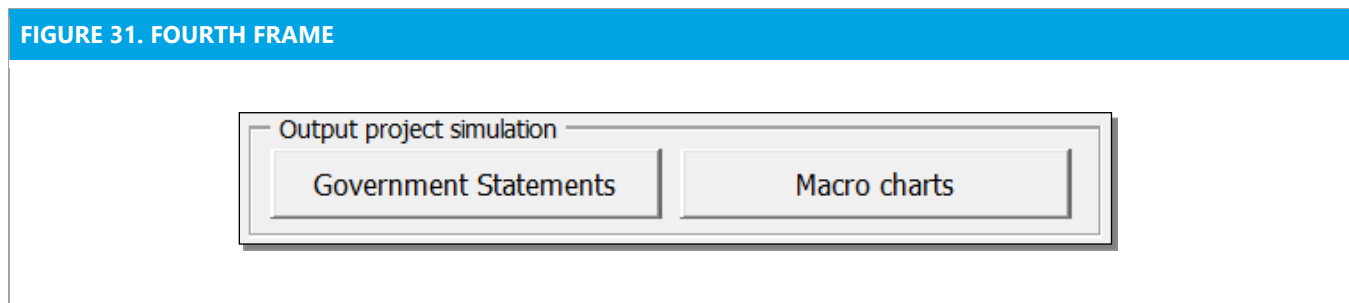 FIGURE 31. FOURTH FRAME
Output project simulation
Government Statements
Macro charts